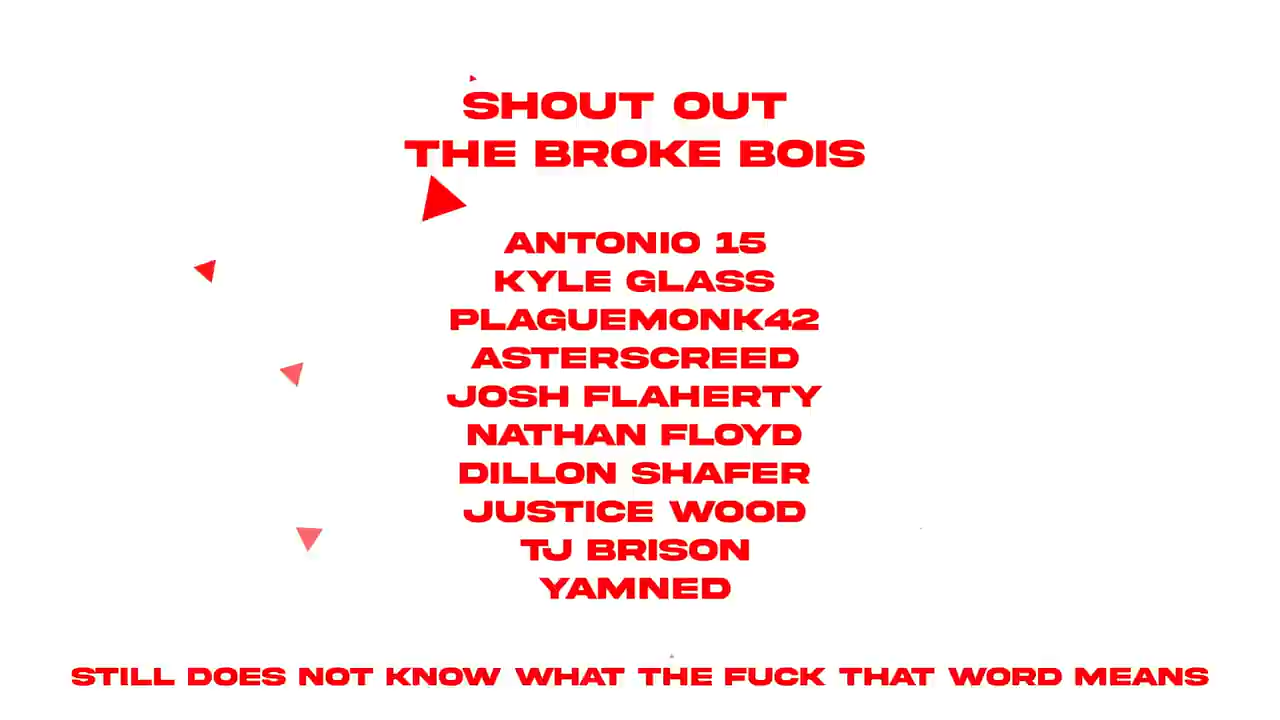 SHOUT OUT
THE BROKE BOIS
ANTONIO 15
KYLE GLASS
PLAGUEMONK42
ASTERSCREED
JOSH FLAHERTY
NATHAN FLOYD
DILLON SHAFER
JUSTICE WOOD
TJ BRISON
YAMNED
STILL DOES NOT KNOW WHAT THE FUCK THAT WORD MEANS